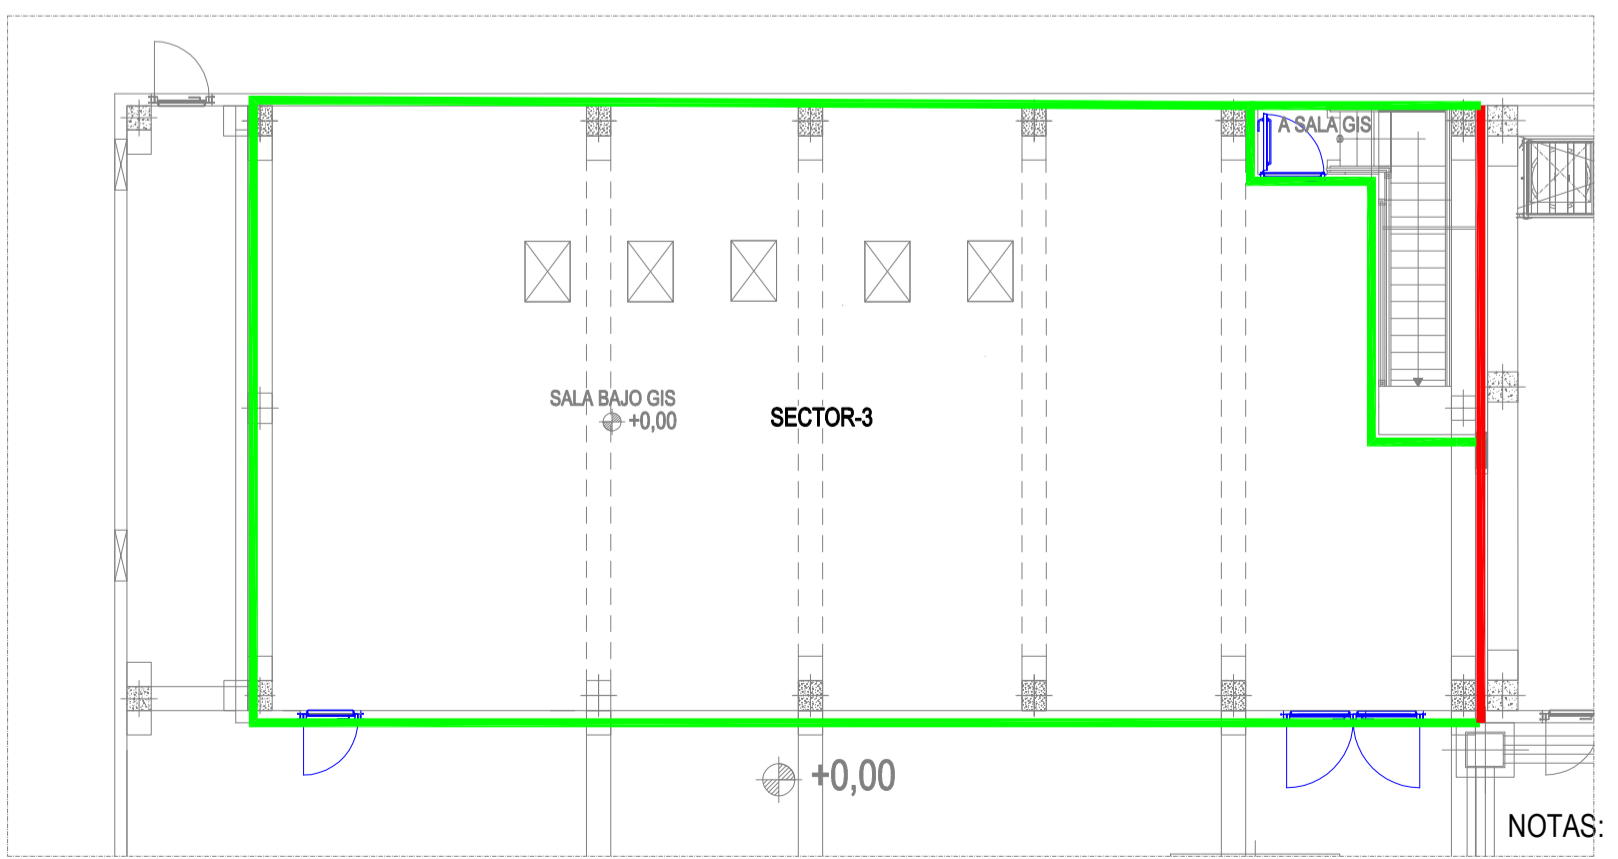 A SALA GIS
SALA BAJO GIS
+0,00
SECTOR-3
+0,00
NOTAS: